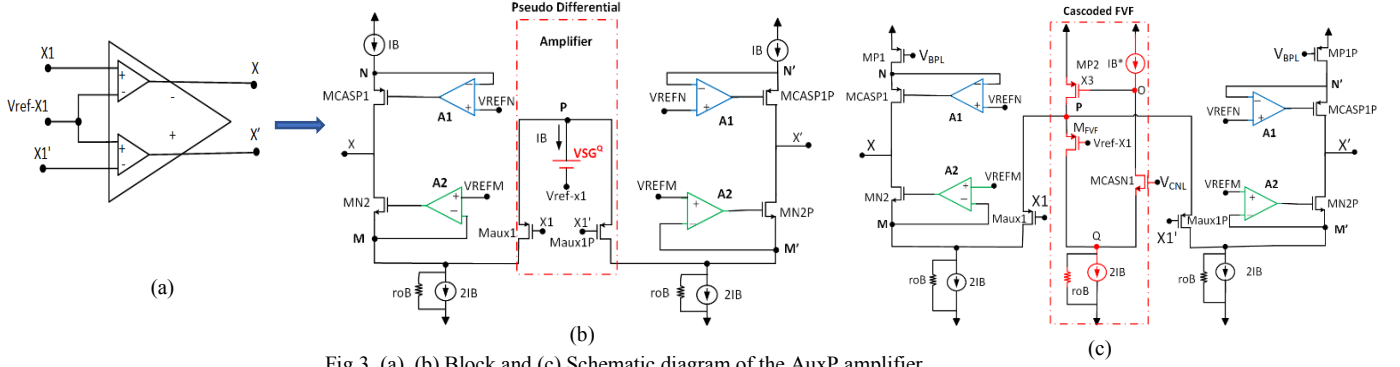 X1
Vref-X1
X1'
+
-
+
-
-
+
X
X'
(a)
Pseudo Differential
Amplifier
IB
N
MCASP1
A1
VREFN
X
A2
VREFM
MN2
M
roB
2IB
P
IB
VSG^Q
Vref-x1
X1
Maux1
X1'
Maux1P
IB
N'
MCASP1P
VREFN
A1
X'
VREFM
A2
MN2P
M'
roB
2IB
(b)
Cascoded FVF
MP1
VBPL
N
MCASP1
VREFN
A1
X
A2
VREFM
MN2
M
X1
Maux1
roB
2IB
MP2
X3
IB*
O
P
MFVF
Vref-X1
MCASN1
VCNL
Q
roB
2IB
VBPL
MP1P
N'
MCASP1P
VREFN
A1
X'
VREFM
A2
MN2P
Maux1P
X1'
M'
roB
2IB
(c)
Fig 3. (a), (b) Block and (c) Schematic diagram of the AuxP amplifier